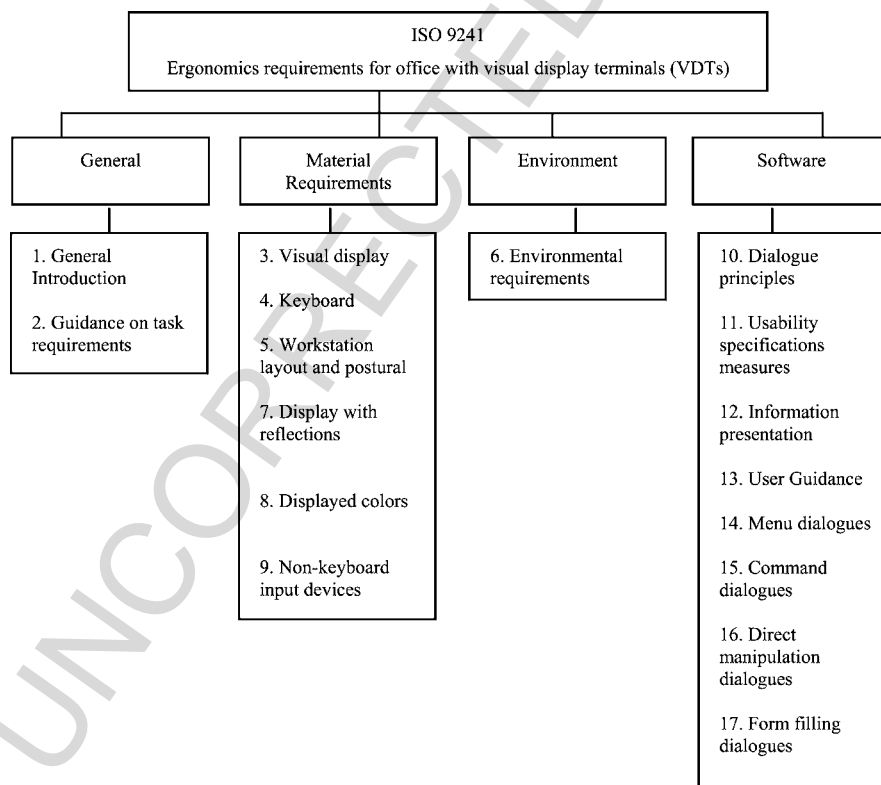 ISO 9241
Ergonomics requirements for office with visual display terminals (VDTs)
General
Material
Requirements
Environment
Software
1. General
Introduction
2. Guidance on task
requirements
3. Visual display
4. Keyboard
5. Workstation
layout and postural
7. Display with
reflections
8. Displayed colors
9. Non-keyboard
input devices
6. Environmental
requirements
10. Dialogue
principles
11. Usability
specifications
measures
12. Information
presentation
13. User Guidance
14. Menu dialogues
15. Command
dialogues
16. Direct
manipulation
dialogues
17. Form filling
dialogues
UNCORRECTED